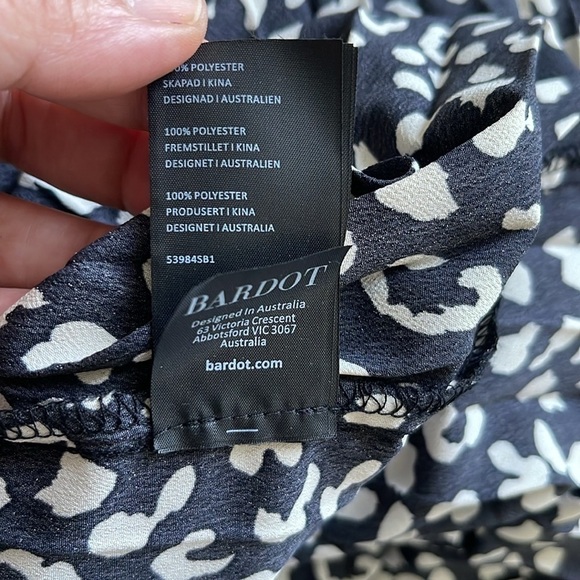 POLYESTER
SKAPAD I KINA
DESIGNAD I AUSTRALIEN
100% POLYESTER
FREMSTILLET I KINA
DESIGNET I AUSTRALIEN
100% POLYESTER
PRODUSERT I KINA
DESIGNET I AUSTRALIA
53984SB1
BARDOT
Designed In Australia
63 Victoria Crescent
Abbotsford VIC 3067
Australia
bardot.com